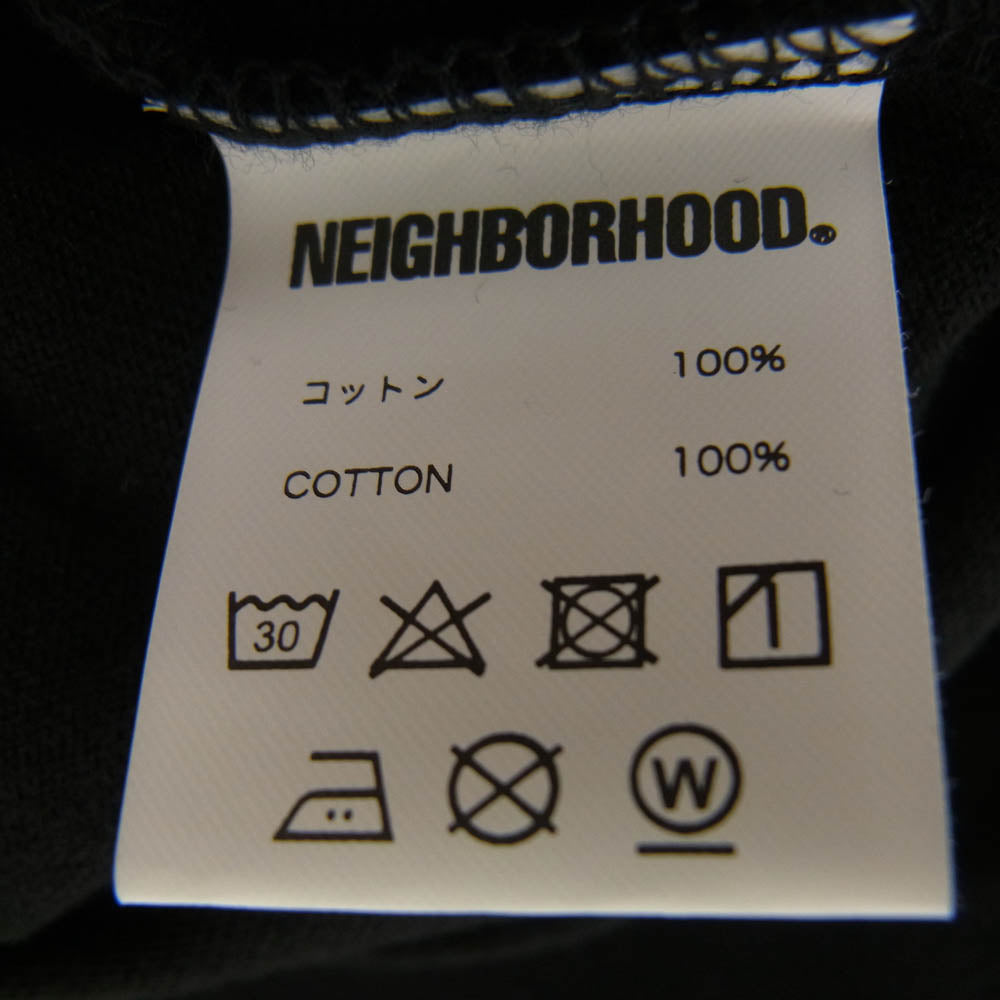 NEIGHBORHOOD®
コットン 100%
COTTON 100%
30
W